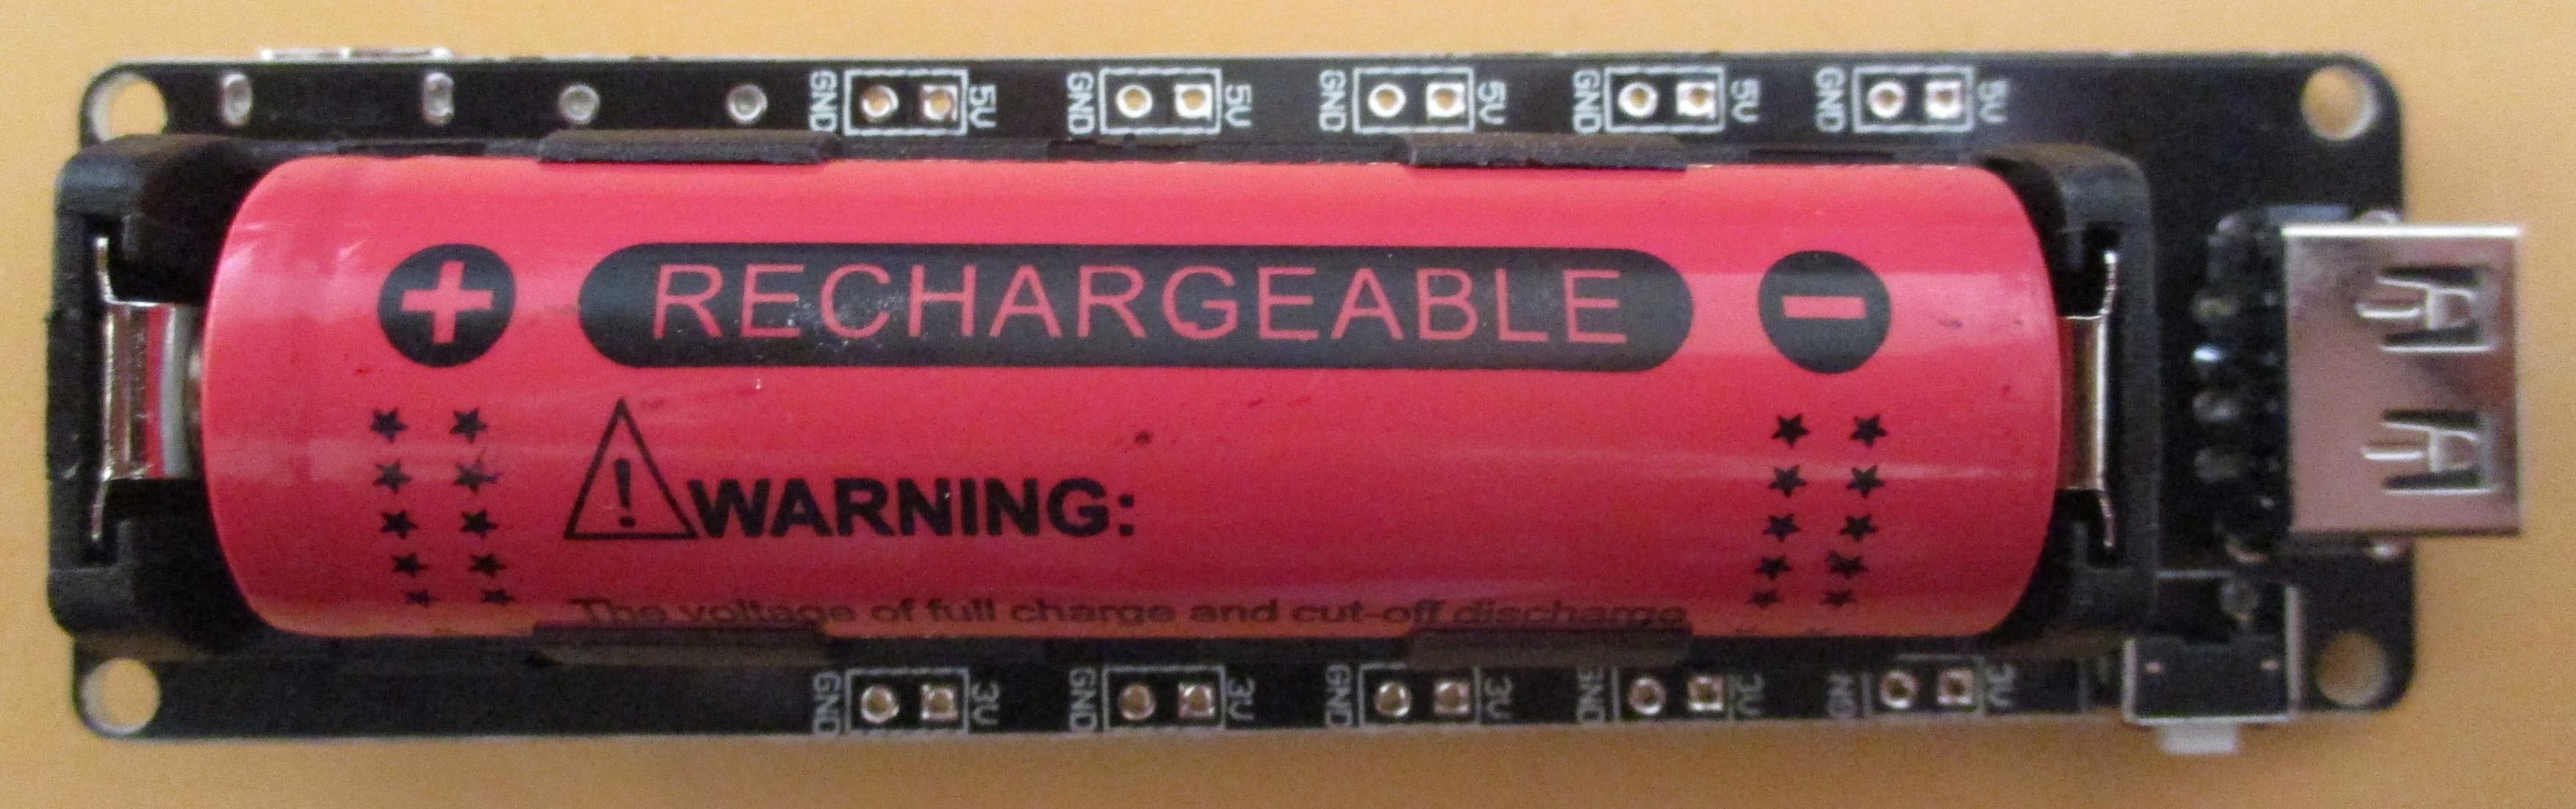 GND 5V GND 5V GND 5V GND 5V GND 5V
+ RECHARGEABLE -
! WARNING:
The voltage of full charge and cut-off discharge
GND 3V GND 3V GND 3V GND 3V GND 3V